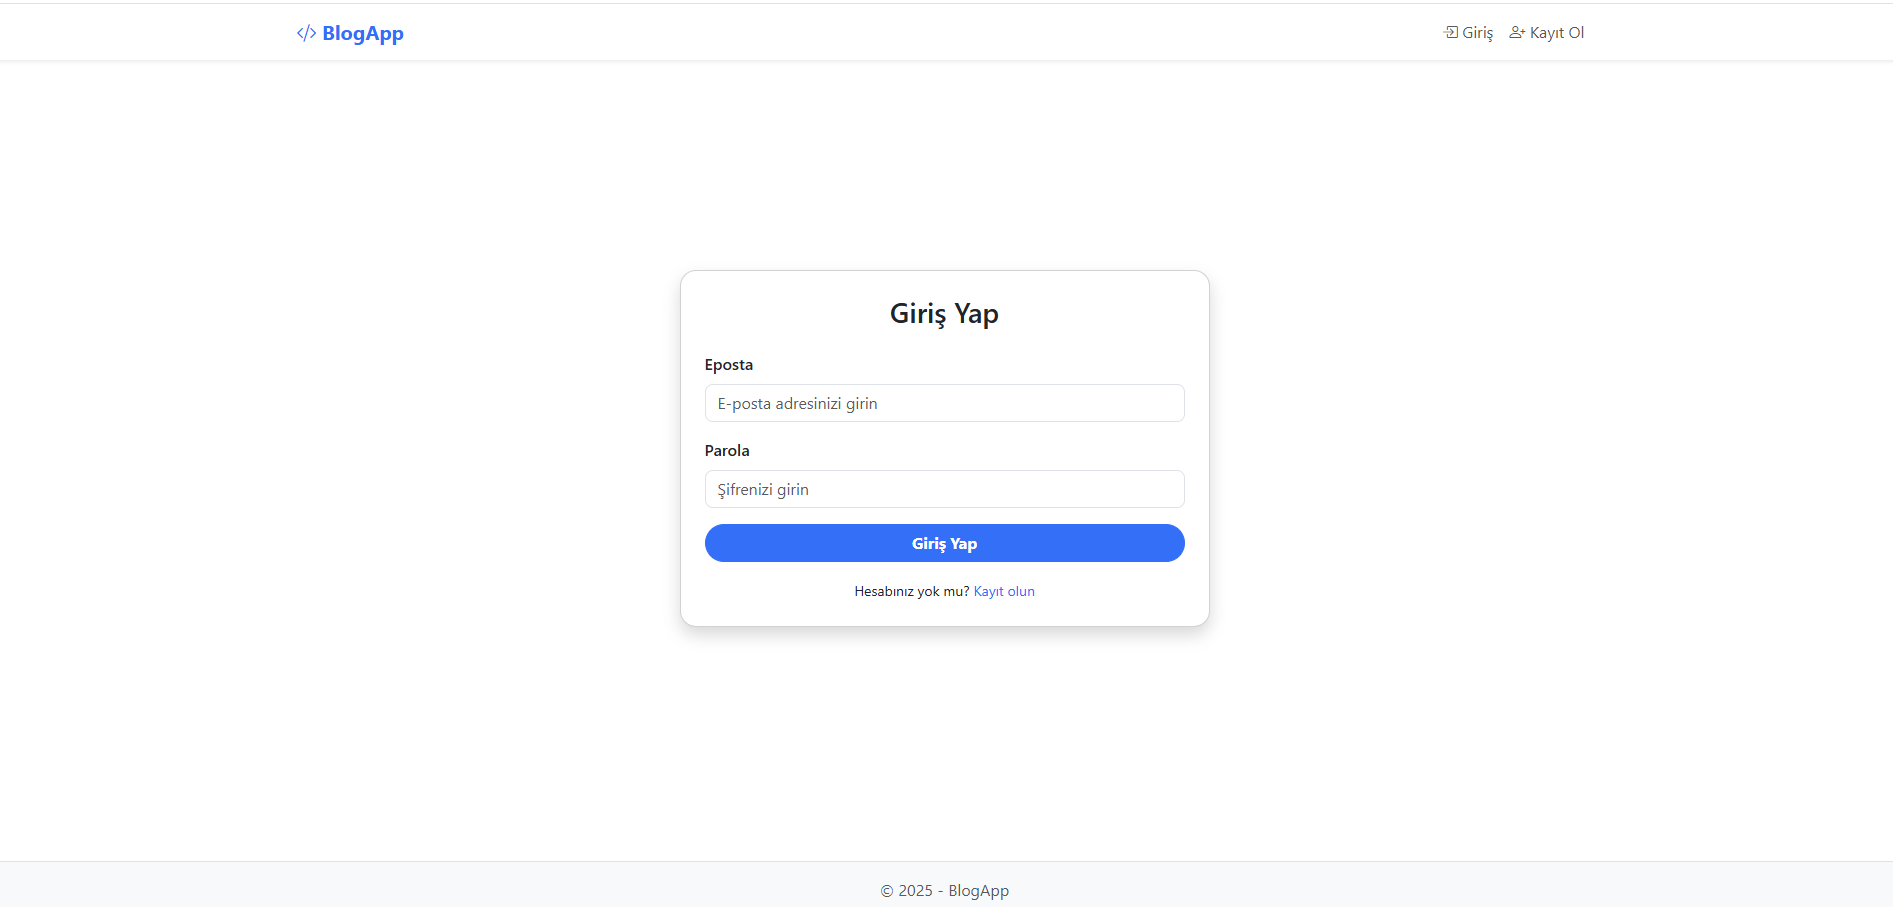 </> BlogApp
Giriş Kayıt Ol
Giriş Yap
Eposta
E-posta adresinizi girin
Parola
Şifrenizi girin
Giriş Yap
Hesabınız yok mu? Kayıt olun
© 2025 - BlogApp